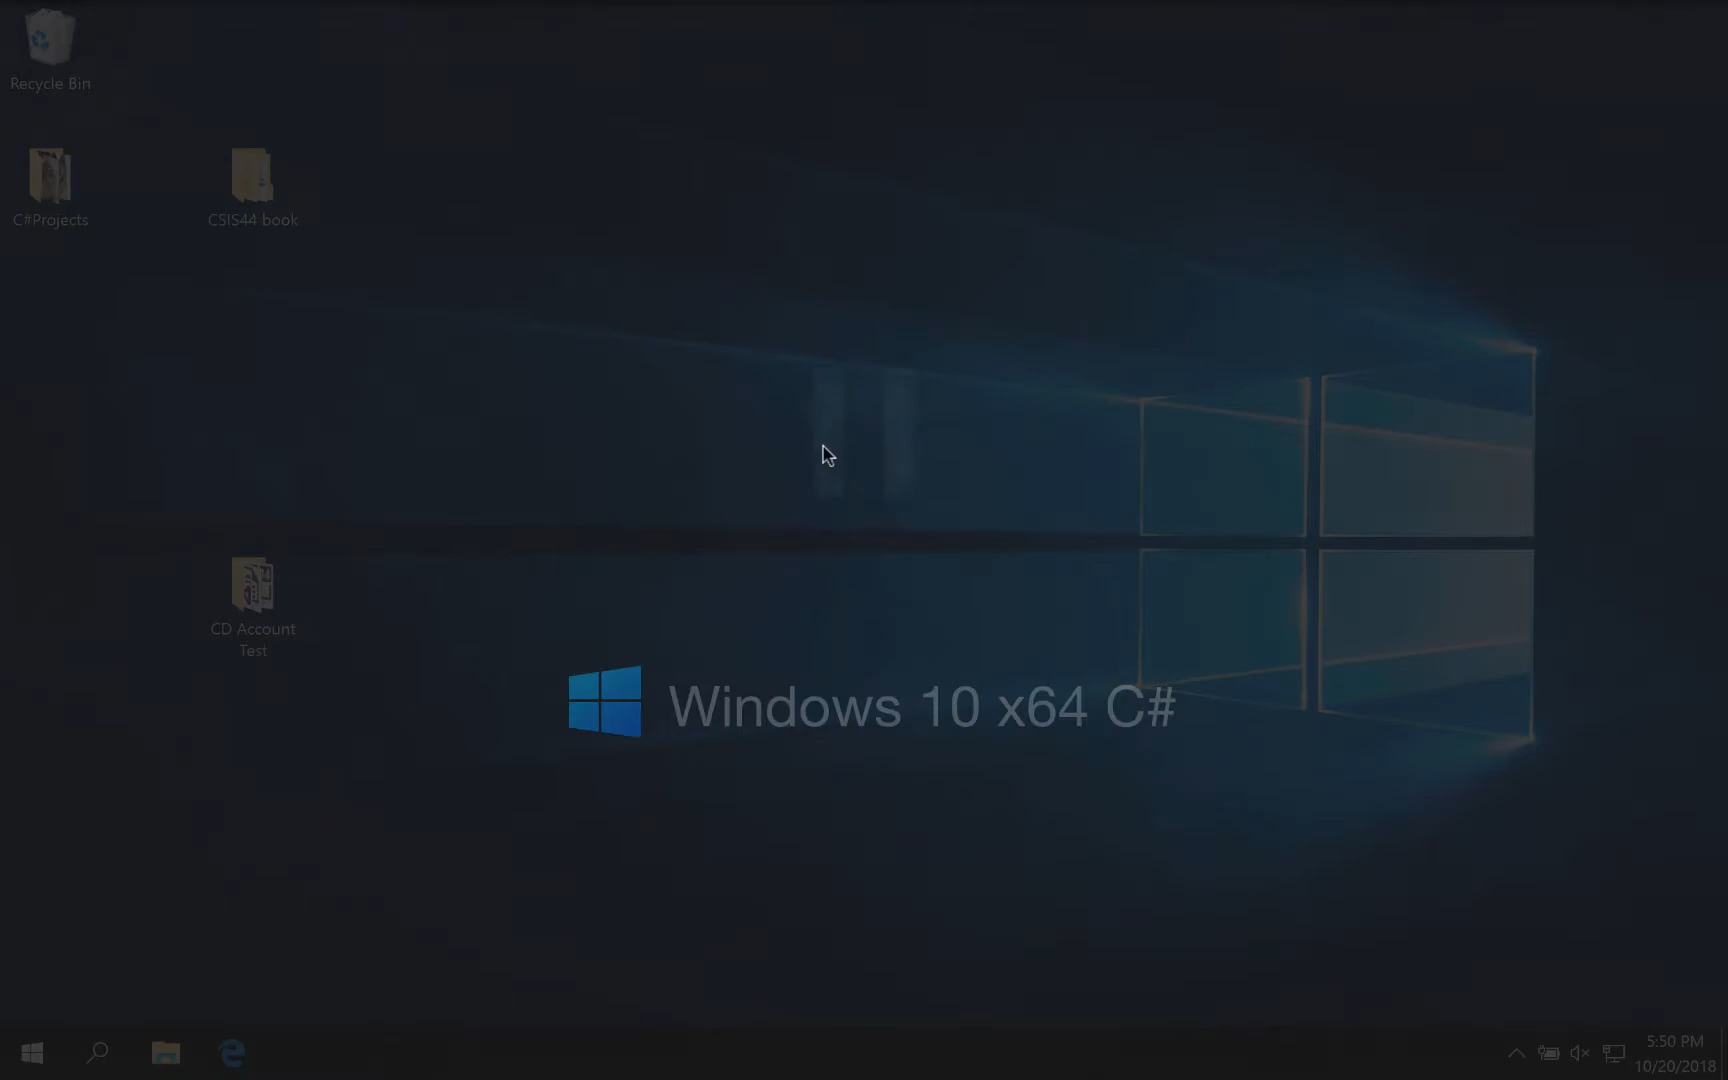 Recycle Bin
C#Projects
CSIS44 book
CD Account
Test
Windows 10 x64 C#
5:50 PM
10/20/2018